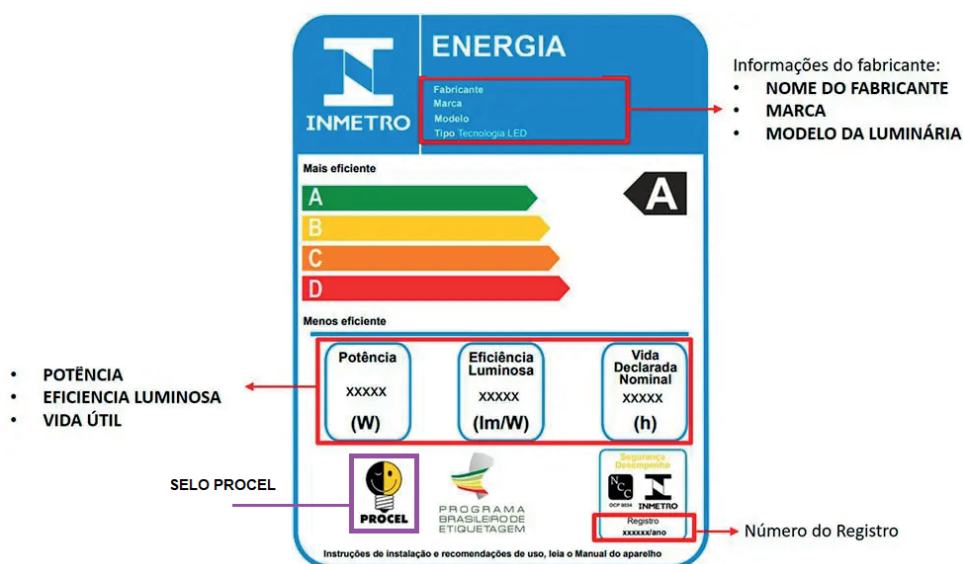 ENERGIA
INMETRO
Fabricante
Marca
Modelo
Tipo Tecnologia LED
Informações do fabricante:
• NOME DO FABRICANTE
• MARCA
• MODELO DA LUMINÁRIA
Mais eficiente
A
A
B
C
D
Menos eficiente
Potência
XXXXX
(W)
Eficiência
Luminosa
XXXXX
(lm/W)
Vida
Declarada
Nominal
XXXXX
(h)
• POTÊNCIA
• EFICIENCIA LUMINOSA
• VIDA ÚTIL
SELO PROCEL
PROCEL
PROGRAMA
BRASILEIRO DE
ETIQUETAGEM
Segurança
Desempenho
NCC
OCP 0034 INMETRO
Registro
xxxxxx/ano
Número do Registro
Instruções de instalação e recomendações de uso, leia o Manual do aparelho